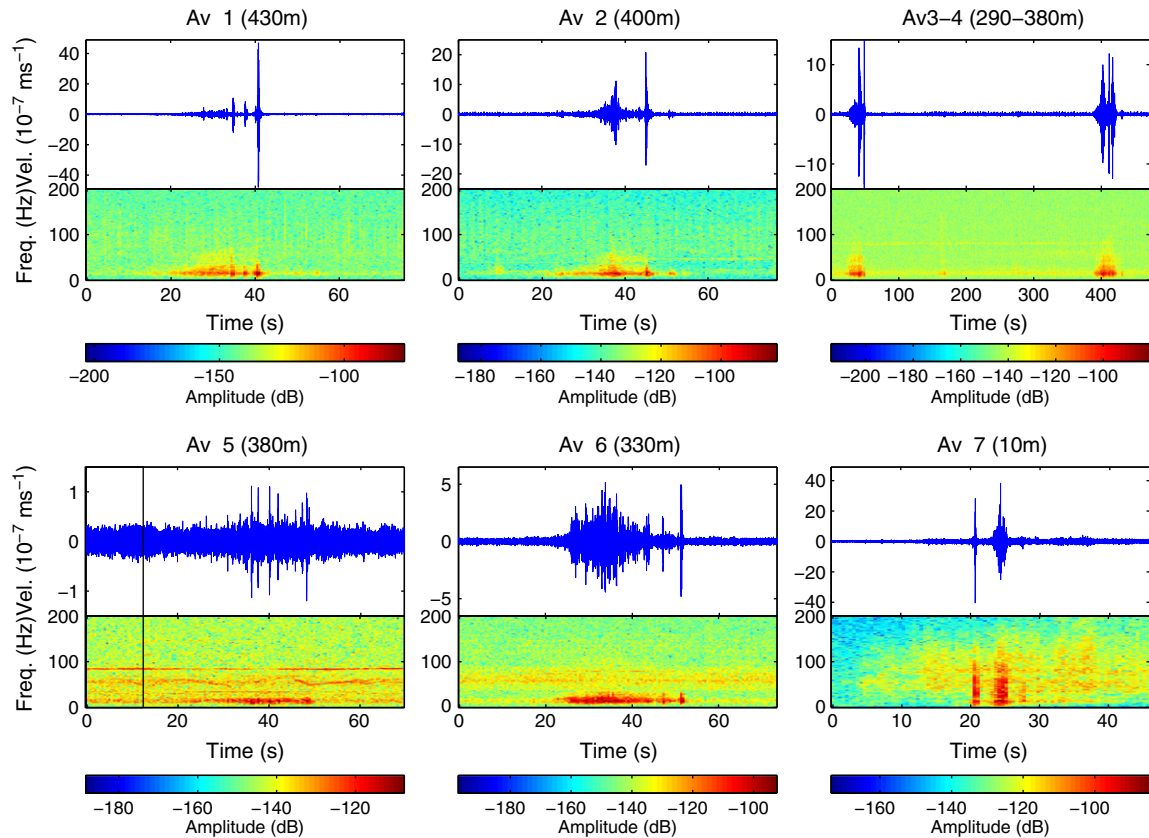 Av 1 (430m)
Av 2 (400m)
Av3−4 (290−380m)
Freq. (Hz)Vel. (10−7 ms−1)
40
20
0
−20
−40
200
100
0
20
10
0
−10
−20
200
100
0
10
0
−10
200
100
0
0 20 40 60
0 20 40 60
0 100 200 300 400
Time (s)
Time (s)
Time (s)
−200 −150 −100
−180 −160 −140 −120 −100
−200 −180 −160 −140 −120 −100
Amplitude (dB)
Amplitude (dB)
Amplitude (dB)
Av 5 (380m)
Av 6 (330m)
Av 7 (10m)
Freq. (Hz)Vel. (10−7 ms−1)
1
0
−1
200
100
0
5
0
−5
200
100
0
40
20
0
−20
−40
200
100
0
0 20 40 60
0 20 40 60
0 10 20 30 40
Time (s)
Time (s)
Time (s)
−180 −160 −140 −120
−180 −160 −140 −120 −100
−160 −140 −120 −100
Amplitude (dB)
Amplitude (dB)
Amplitude (dB)